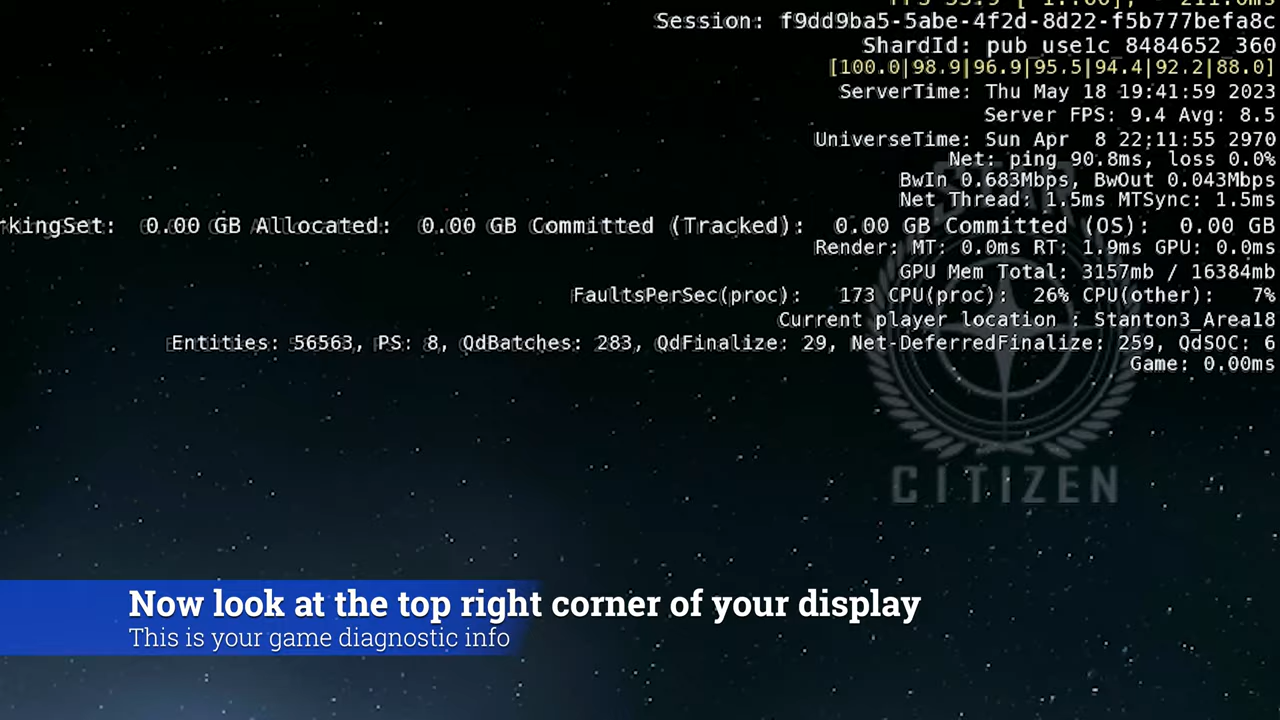 Session: f9dd9ba5-5abe-4f2d-8d22-f5b777befa8c
ShardId: pub_use1c_8484652_360
[100.0|98.9|96.9|95.5|94.4|92.2|88.0]
ServerTime: Thu May 18 19:41:59 2023
Server FPS: 9.4 Avg: 8.5
UniverseTime: Sun Apr 8 22:11:55 2970
Net: ping 90.8ms, loss 0.0%
BwIn 0.683Mbps, BwOut 0.043Mbps
Net Thread: 1.5ms MTSync: 1.5ms
rkingSet: 0.00 GB Allocated: 0.00 GB Committed (Tracked): 0.00 GB Committed (OS): 0.00 GB
Render: MT: 0.0ms RT: 1.9ms GPU: 0.0ms
GPU Mem Total: 3157mb / 16384mb
FaultsPerSec(proc): 173 CPU(proc): 26% CPU(other): 7%
Current player location : Stanton3_Area18
Entities: 56563, PS: 8, QdBatches: 283, QdFinalize: 29, Net-DeferredFinalize: 259, QdSOC: 6
Game: 0.00ms
CITIZEN
Now look at the top right corner of your display
This is your game diagnostic info